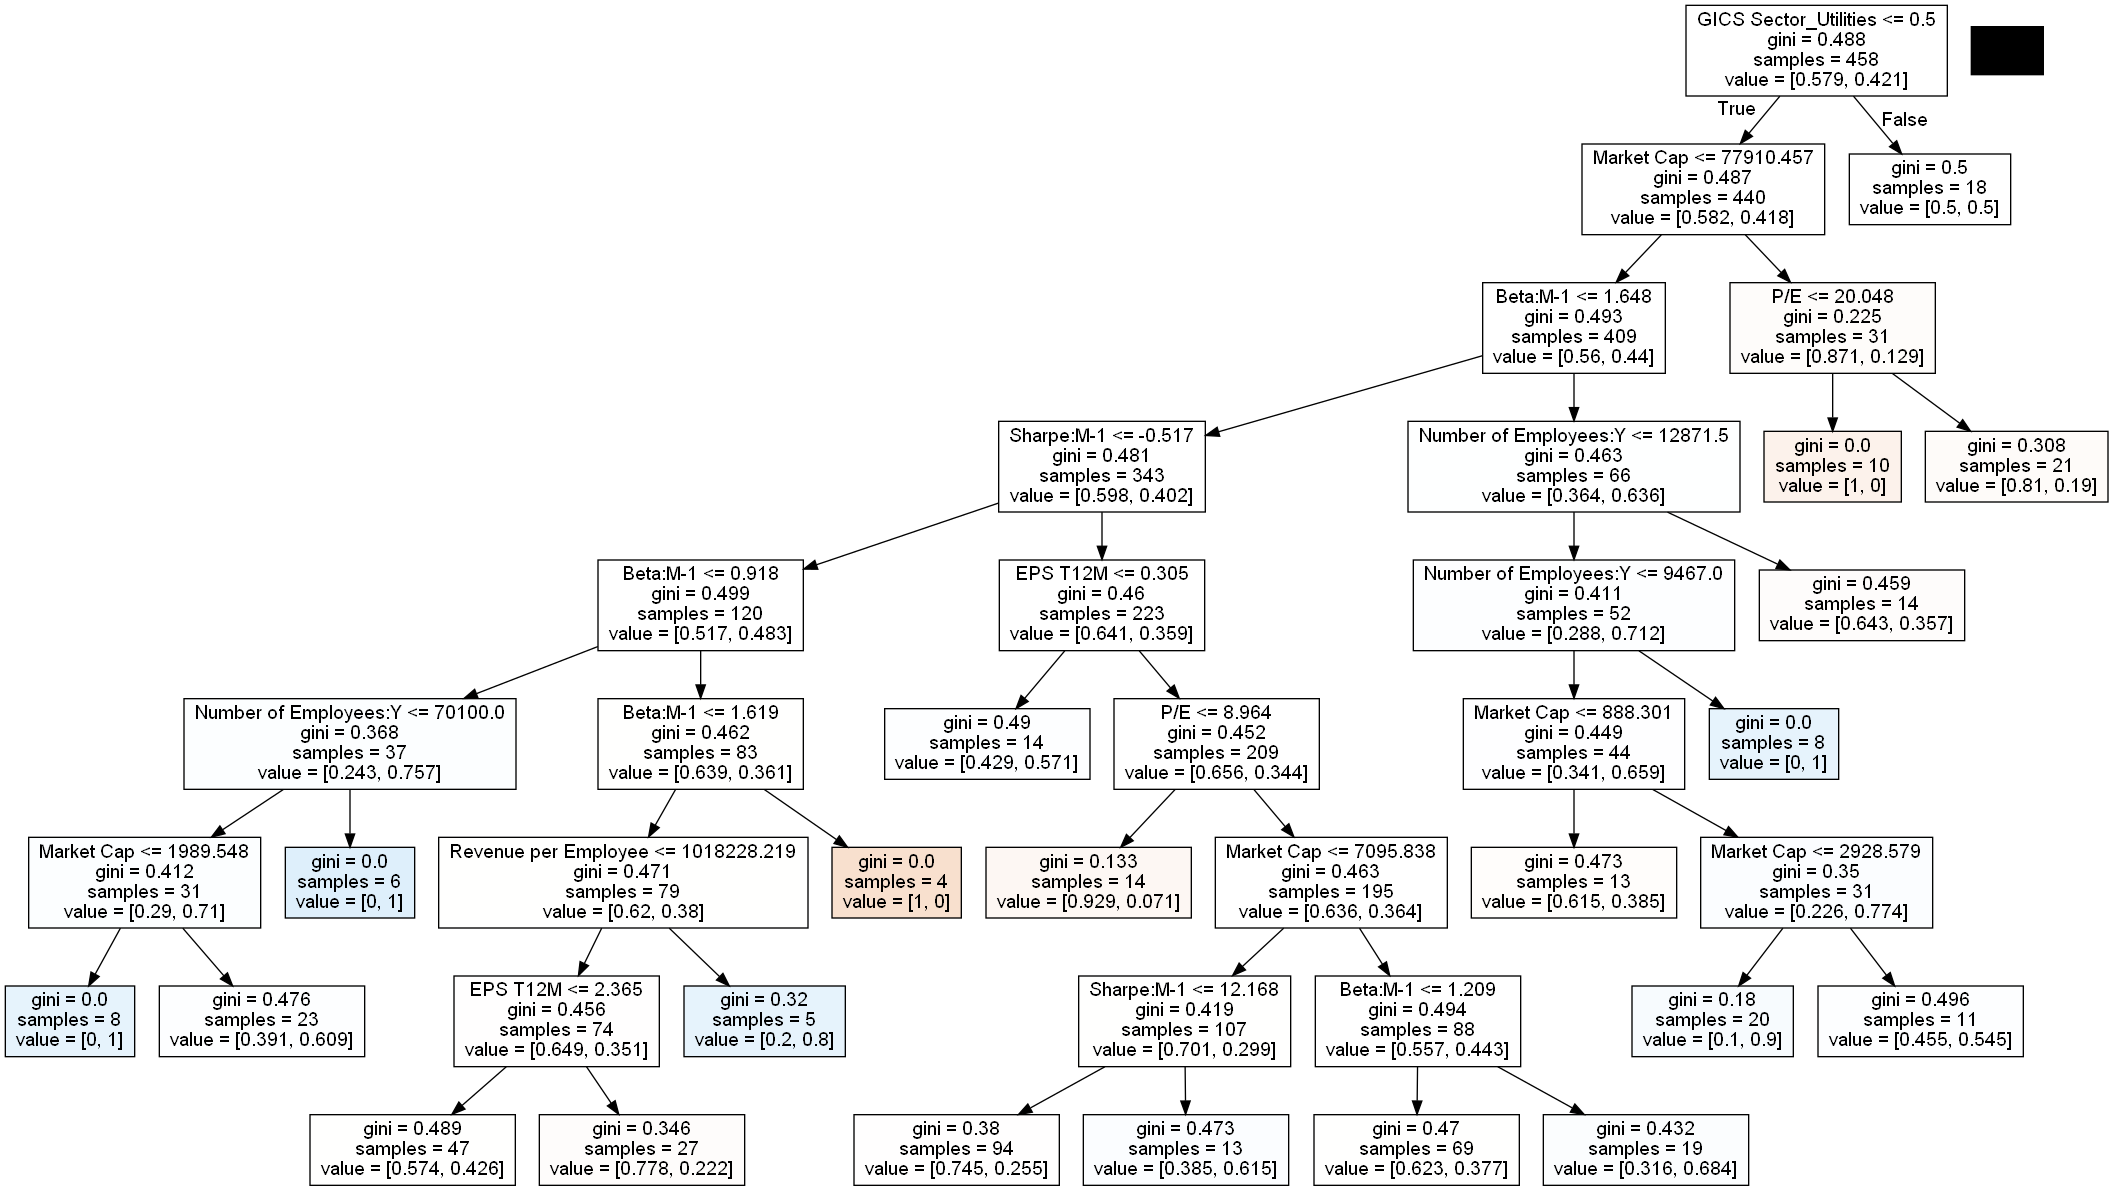 GICS Sector_Utilities <= 0.5
gini = 0.488
samples = 458
value = [0.579, 0.421]
True
False
Market Cap <= 77910.457
gini = 0.487
samples = 440
value = [0.582, 0.418]
gini = 0.5
samples = 18
value = [0.5, 0.5]
Beta:M-1 <= 1.648
gini = 0.493
samples = 409
value = [0.56, 0.44]
P/E <= 20.048
gini = 0.225
samples = 31
value = [0.871, 0.129]
Sharpe:M-1 <= -0.517
gini = 0.481
samples = 343
value = [0.598, 0.402]
Number of Employees:Y <= 12871.5
gini = 0.463
samples = 66
value = [0.364, 0.636]
gini = 0.0
samples = 10
value = [1, 0]
gini = 0.308
samples = 21
value = [0.81, 0.19]
Beta:M-1 <= 0.918
gini = 0.499
samples = 120
value = [0.517, 0.483]
EPS T12M <= 0.305
gini = 0.46
samples = 223
value = [0.641, 0.359]
Number of Employees:Y <= 9467.0
gini = 0.411
samples = 52
value = [0.288, 0.712]
gini = 0.459
samples = 14
value = [0.643, 0.357]
Number of Employees:Y <= 70100.0
gini = 0.368
samples = 37
value = [0.243, 0.757]
Beta:M-1 <= 1.619
gini = 0.462
samples = 83
value = [0.639, 0.361]
gini = 0.49
samples = 14
value = [0.429, 0.571]
P/E <= 8.964
gini = 0.452
samples = 209
value = [0.656, 0.344]
Market Cap <= 888.301
gini = 0.449
samples = 44
value = [0.341, 0.659]
gini = 0.0
samples = 8
value = [0, 1]
Market Cap <= 1989.548
gini = 0.412
samples = 31
value = [0.29, 0.71]
gini = 0.0
samples = 6
value = [0, 1]
Revenue per Employee <= 1018228.219
gini = 0.471
samples = 79
value = [0.62, 0.38]
gini = 0.0
samples = 4
value = [1, 0]
gini = 0.133
samples = 14
value = [0.929, 0.071]
Market Cap <= 7095.838
gini = 0.463
samples = 195
value = [0.636, 0.364]
gini = 0.473
samples = 13
value = [0.615, 0.385]
Market Cap <= 2928.579
gini = 0.35
samples = 31
value = [0.226, 0.774]
gini = 0.0
samples = 8
value = [0, 1]
gini = 0.476
samples = 23
value = [0.391, 0.609]
EPS T12M <= 2.365
gini = 0.456
samples = 74
value = [0.649, 0.351]
gini = 0.32
samples = 5
value = [0.2, 0.8]
Sharpe:M-1 <= 12.168
gini = 0.419
samples = 107
value = [0.701, 0.299]
Beta:M-1 <= 1.209
gini = 0.494
samples = 88
value = [0.557, 0.443]
gini = 0.18
samples = 20
value = [0.1, 0.9]
gini = 0.496
samples = 11
value = [0.455, 0.545]
gini = 0.489
samples = 47
value = [0.574, 0.426]
gini = 0.346
samples = 27
value = [0.778, 0.222]
gini = 0.38
samples = 94
value = [0.745, 0.255]
gini = 0.473
samples = 13
value = [0.385, 0.615]
gini = 0.47
samples = 69
value = [0.623, 0.377]
gini = 0.432
samples = 19
value = [0.316, 0.684]